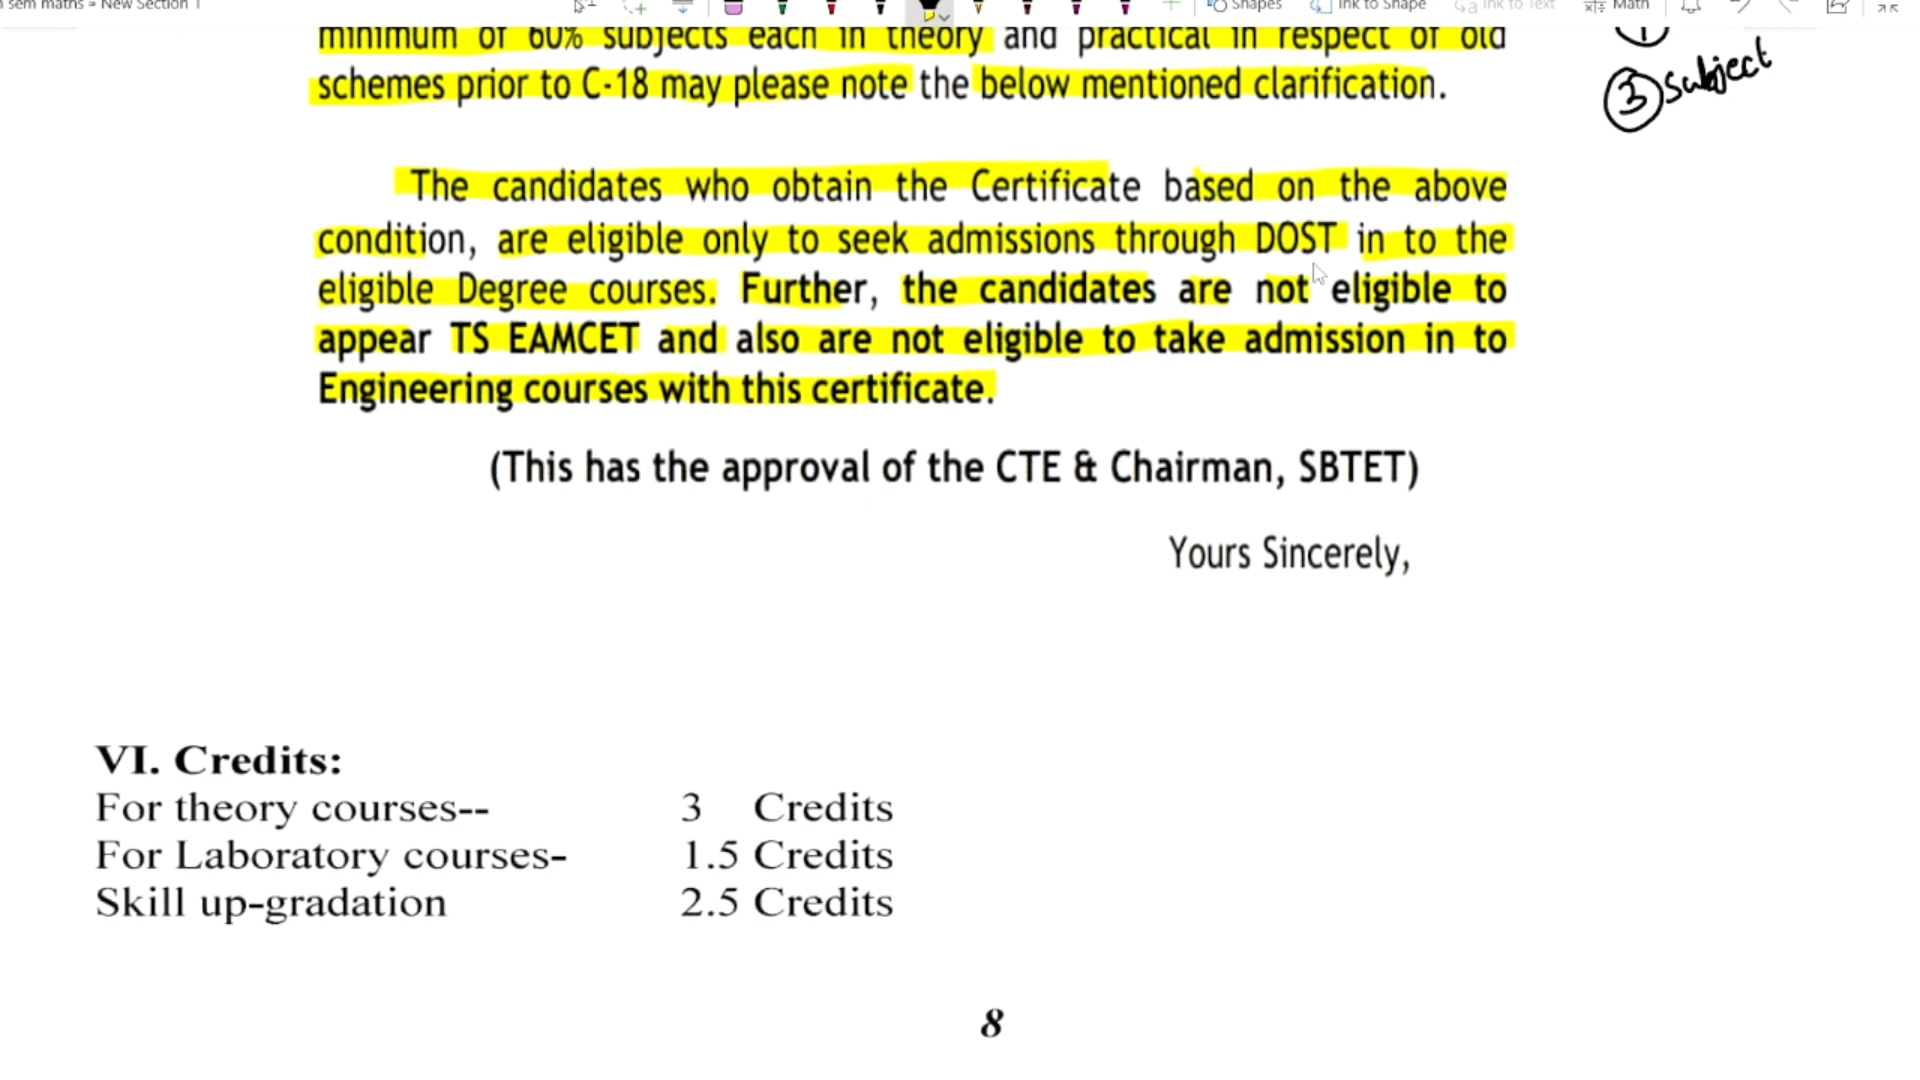 sem maths » New Section 1
Shapes Ink to Shape Ink to Text Math
minimum of 60% subjects each in theory and practical in respect of old
schemes prior to C-18 may please note the below mentioned clarification.
1
3 Subject
The candidates who obtain the Certificate based on the above
condition, are eligible only to seek admissions through DOST in to the
eligible Degree courses. Further, the candidates are not eligible to
appear TS EAMCET and also are not eligible to take admission in to
Engineering courses with this certificate.
(This has the approval of the CTE & Chairman, SBTET)
Yours Sincerely,
VI. Credits:
For theory courses-- 3 Credits
For Laboratory courses- 1.5 Credits
Skill up-gradation 2.5 Credits
8